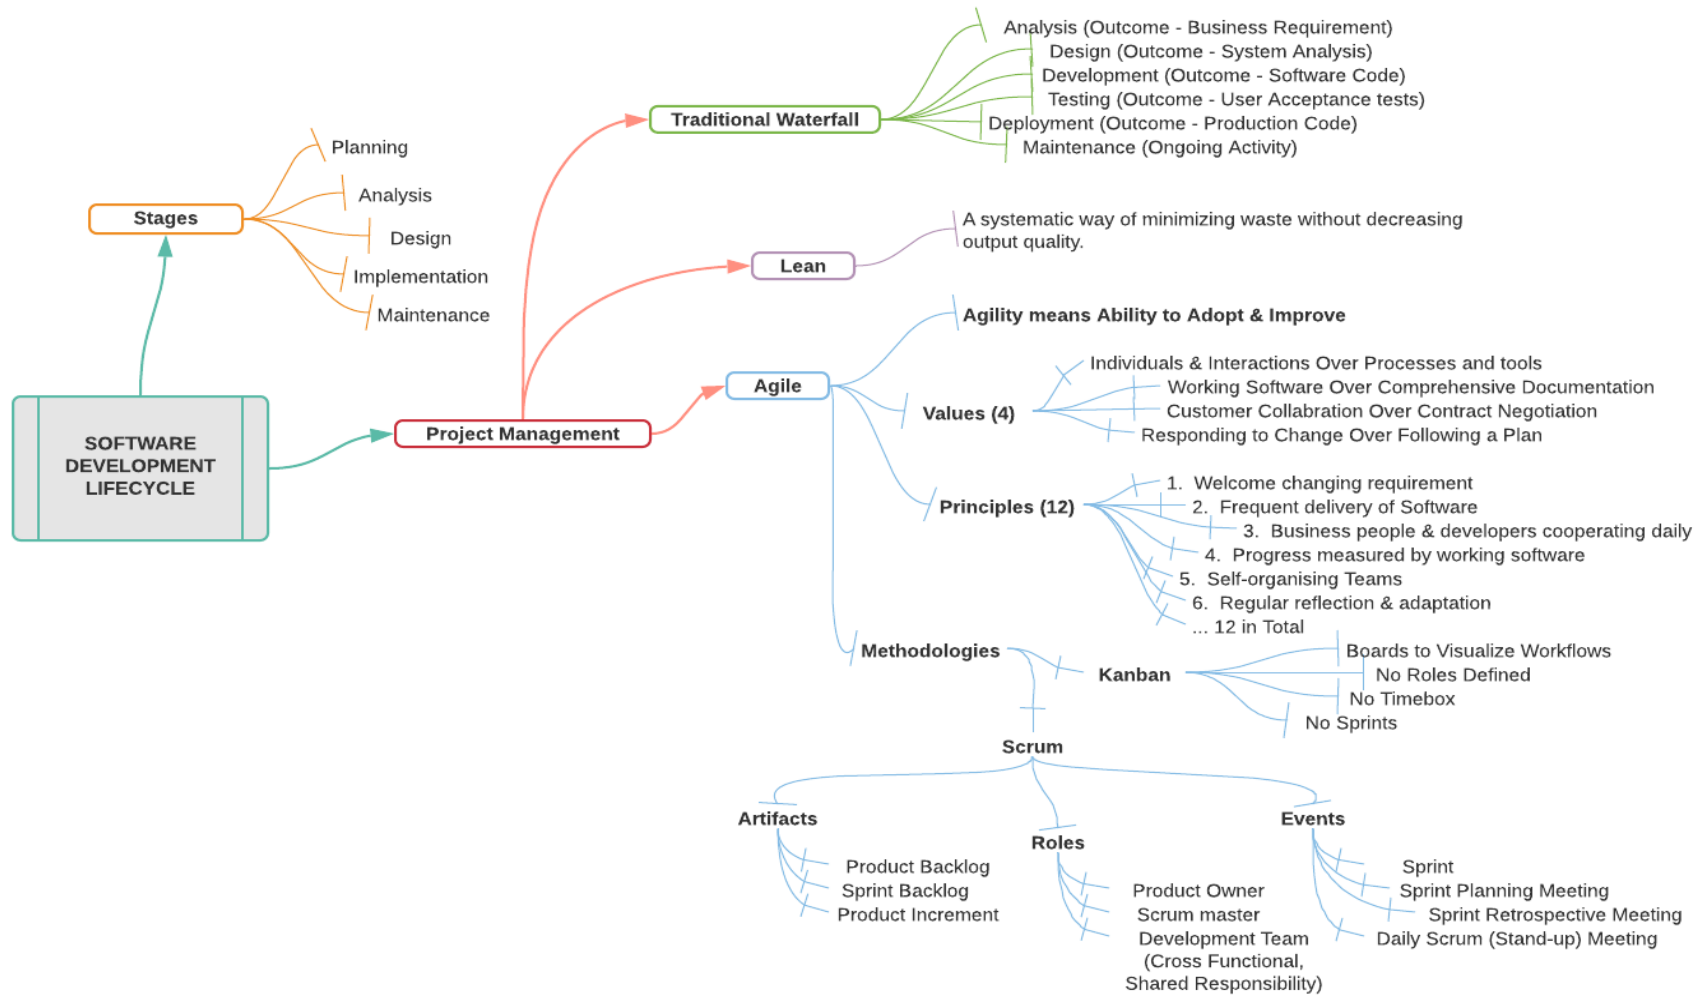 Analysis (Outcome - Business Requirement)
Design (Outcome - System Analysis)
Development (Outcome - Software Code)
Testing (Outcome - User Acceptance tests)
Deployment (Outcome - Production Code)
Maintenance (Ongoing Activity)
Traditional Waterfall
Planning
Analysis
Design
Implementation
Maintenance
Stages
A systematic way of minimizing waste without decreasing
output quality.
Lean
Agility means Ability to Adopt & Improve
Agile
Individuals & Interactions Over Processes and tools
Working Software Over Comprehensive Documentation
Customer Collabration Over Contract Negotiation
Responding to Change Over Following a Plan
Values (4)
SOFTWARE
DEVELOPMENT
LIFECYCLE
Project Management
Principles (12)
1. Welcome changing requirement
2. Frequent delivery of Software
3. Business people & developers cooperating daily
4. Progress measured by working software
5. Self-organising Teams
6. Regular reflection & adaptation
... 12 in Total
Methodologies
Kanban
Boards to Visualize Workflows
No Roles Defined
No Timebox
No Sprints
Scrum
Artifacts
Product Backlog
Sprint Backlog
Product Increment
Roles
Product Owner
Scrum master
Development Team
(Cross Functional,
Shared Responsibility)
Events
Sprint
Sprint Planning Meeting
Sprint Retrospective Meeting
Daily Scrum (Stand-up) Meeting